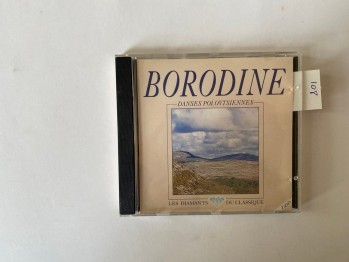 BORODINE
DANSES POLOVTSIENNES
LES DIAMANTS DU CLASSIQUE